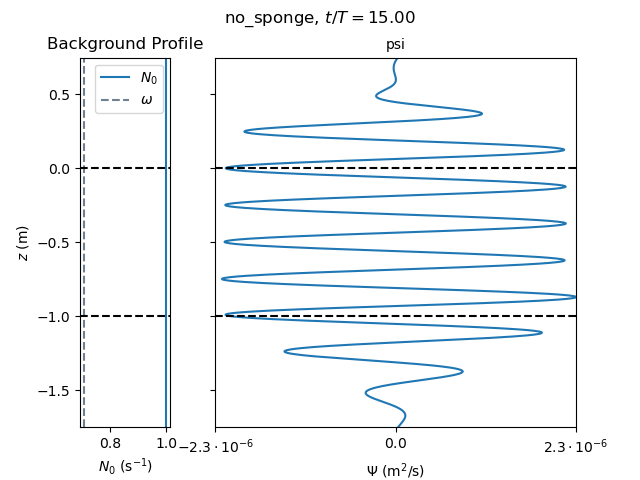 no_sponge, t/T = 15.00
Background Profile
psi
N₀
ω
z (m)
0.5
0.0
−0.5
−1.0
−1.5
0.8
1.0
N₀ (s⁻¹)
−2.3 · 10⁻⁶
0.0
2.3 · 10⁻⁶
Ψ (m²/s)